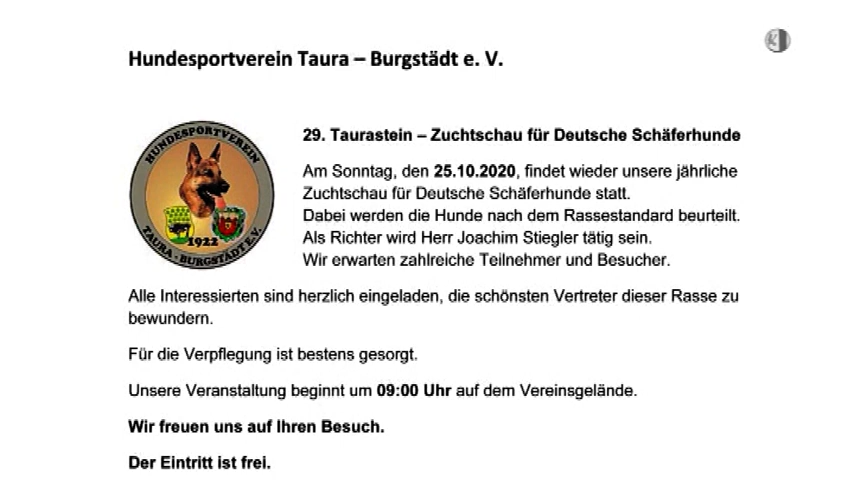 Hundesportverein Taura – Burgstädt e. V.
HUNDESPORTVEREIN
1922
TAURA - BURGSTÄDT E.V.
29. Taurastein – Zuchtschau für Deutsche Schäferhunde
Am Sonntag, den 25.10.2020, findet wieder unsere jährliche
Zuchtschau für Deutsche Schäferhunde statt.
Dabei werden die Hunde nach dem Rassestandard beurteilt.
Als Richter wird Herr Joachim Stiegler tätig sein.
Wir erwarten zahlreiche Teilnehmer und Besucher.
Alle Interessierten sind herzlich eingeladen, die schönsten Vertreter dieser Rasse zu
bewundern.
Für die Verpflegung ist bestens gesorgt.
Unsere Veranstaltung beginnt um 09:00 Uhr auf dem Vereinsgelände.
Wir freuen uns auf Ihren Besuch.
Der Eintritt ist frei.